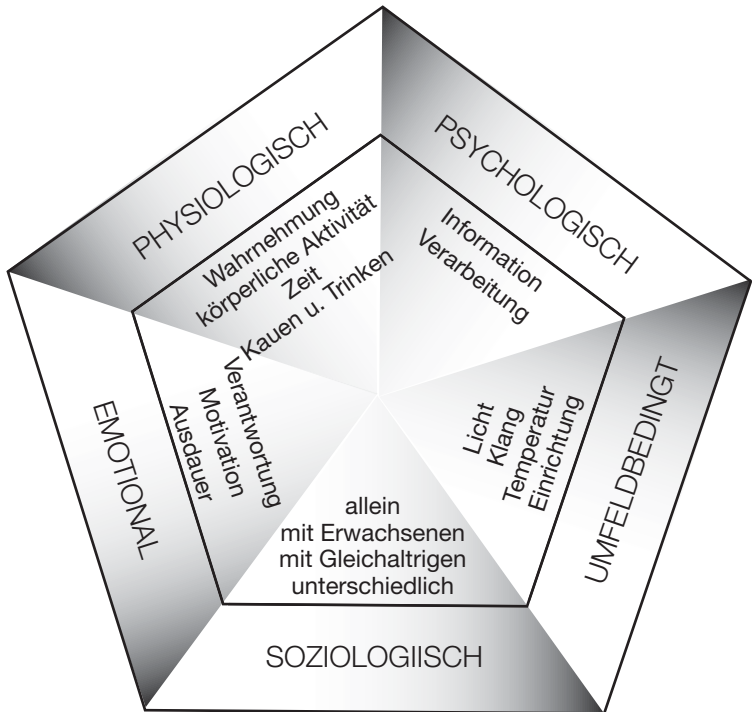 PHYSIOLOGISCH
Wahrnehmung
körperliche Aktivität
Zeit
Kauen u. Trinken
PSYCHOLOGISCH
Information
Verarbeitung
UMFELDBEDINGT
Licht
Klang
Temperatur
Einrichtung
SOZIOLOGIISCH
allein
mit Erwachsenen
mit Gleichaltrigen
unterschiedlich
EMOTIONAL
Verantwortung
Motivation
Ausdauer